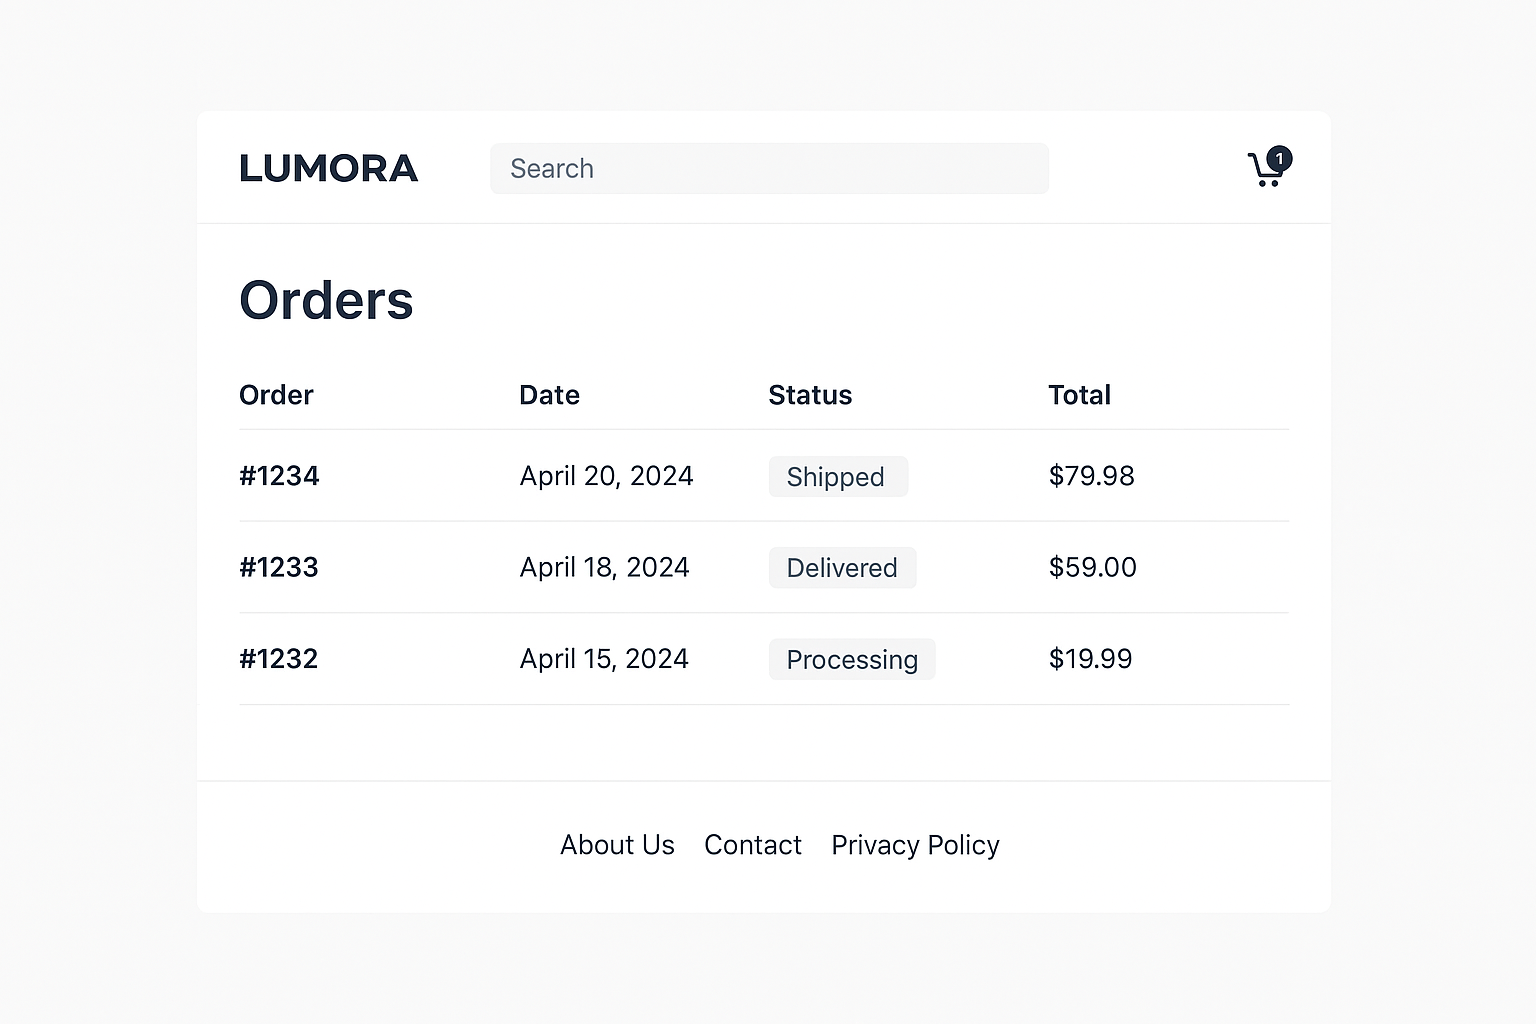 LUMORA Search 1
Orders
Order Date Status Total
#1234 April 20, 2024 Shipped $79.98
#1233 April 18, 2024 Delivered $59.00
#1232 April 15, 2024 Processing $19.99
About Us Contact Privacy Policy